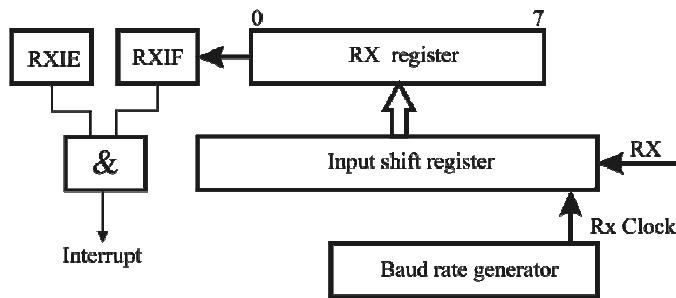 0 7
RXIE RXIF RX register
& Input shift register RX
Rx Clock
Interrupt
Baud rate generator